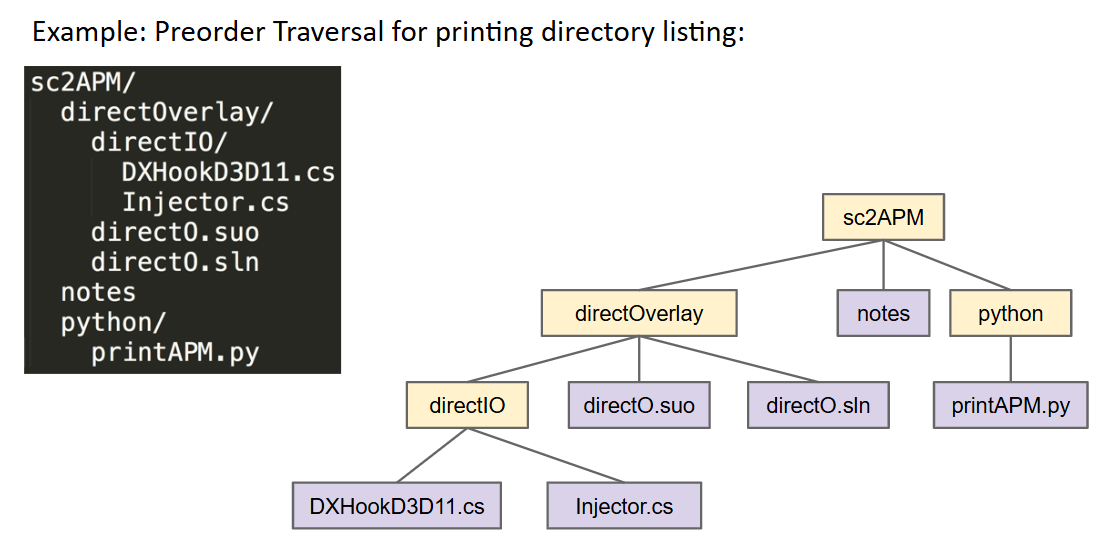 Example: Preorder Traversal for printing directory listing:
sc2APM/
directOverlay/
directIO/
DXHookD3D11.cs
Injector.cs
directO.suo
directO.sln
notes
python/
printAPM.py
sc2APM
directOverlay
notes
python
directIO
directO.suo
directO.sln
printAPM.py
DXHookD3D11.cs
Injector.cs